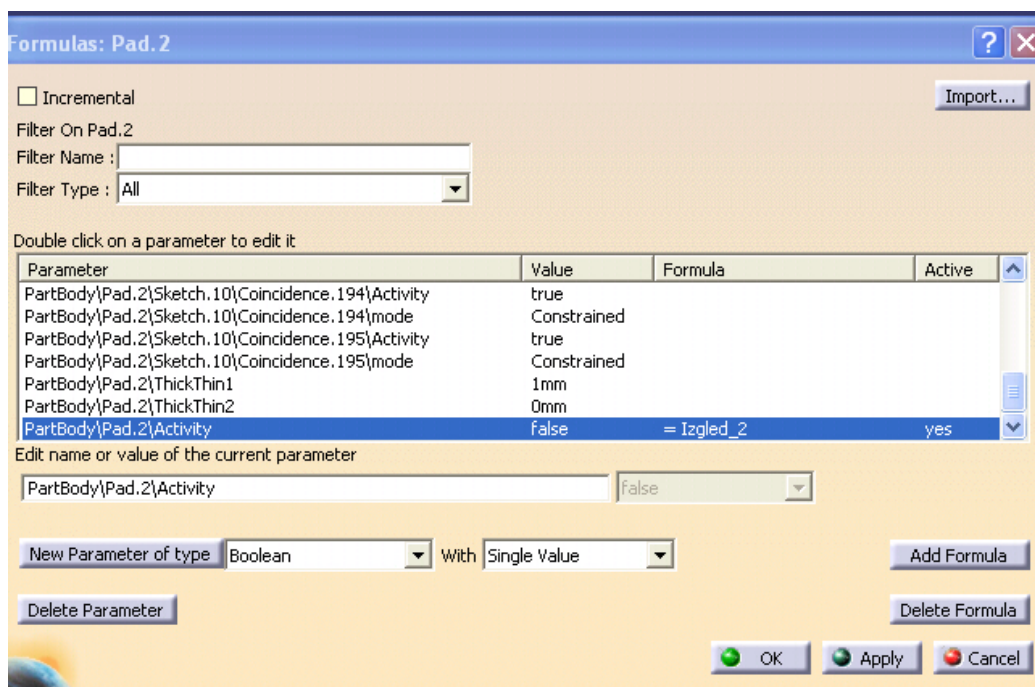 Formulas: Pad.2
Incremental
Import...
Filter On Pad.2
Filter Name :
Filter Type : All
Double click on a parameter to edit it
Parameter Value Formula Active
PartBody\Pad.2\Sketch.10\Coincidence.194\Activity true
PartBody\Pad.2\Sketch.10\Coincidence.194\mode Constrained
PartBody\Pad.2\Sketch.10\Coincidence.195\Activity true
PartBody\Pad.2\Sketch.10\Coincidence.195\mode Constrained
PartBody\Pad.2\ThickThin1 1mm
PartBody\Pad.2\ThickThin2 0mm
PartBody\Pad.2\Activity false = Izgled_2 yes
Edit name or value of the current parameter
PartBody\Pad.2\Activity false
New Parameter of type Boolean With Single Value Add Formula
Delete Parameter Delete Formula
OK Apply Cancel